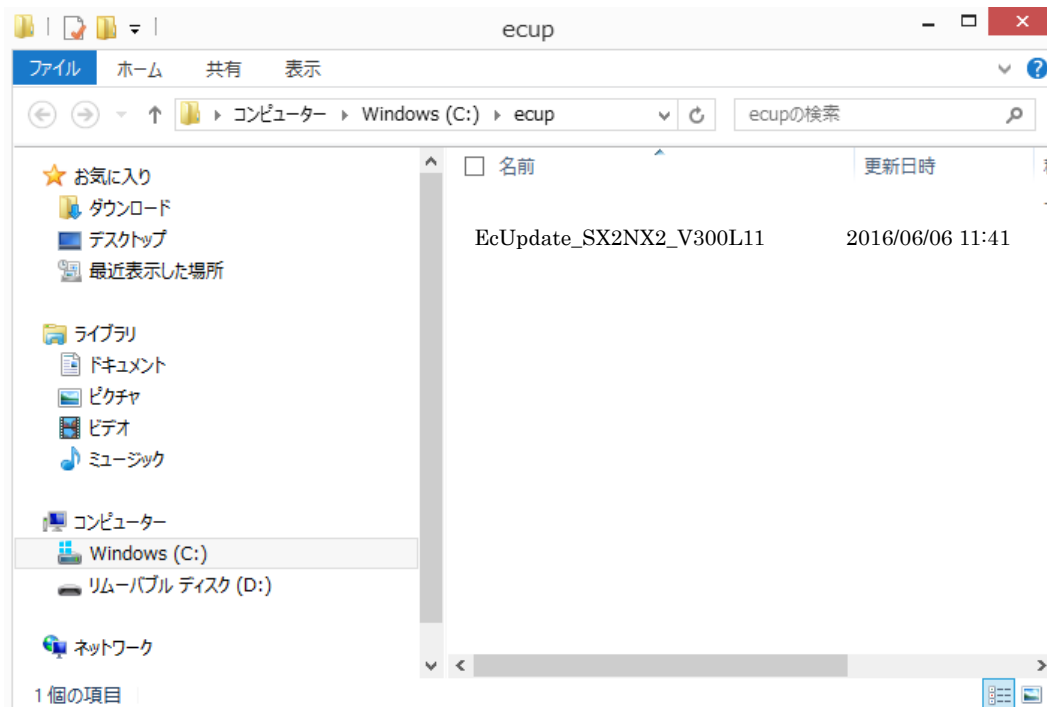 ecup
ファイル ホーム 共有 表示
コンピューター Windows (C:) ecup ecupの検索
名前 更新日時
お気に入り
ダウンロード
デスクトップ
最近表示した場所
ライブラリ
ドキュメント
ピクチャ
ビデオ
ミュージック
コンピューター
Windows (C:)
リムーバブル ディスク (D:)
ネットワーク
EcUpdate_SX2NX2_V300L11 2016/06/06 11:41
1 個の項目